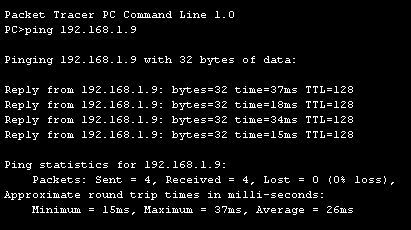 Packet Tracer PC Command Line 1.0
PC>ping 192.168.1.9
Pinging 192.168.1.9 with 32 bytes of data:
Reply from 192.168.1.9: bytes=32 time=37ms TTL=128
Reply from 192.168.1.9: bytes=32 time=18ms TTL=128
Reply from 192.168.1.9: bytes=32 time=34ms TTL=128
Reply from 192.168.1.9: bytes=32 time=15ms TTL=128
Ping statistics for 192.168.1.9:
Packets: Sent = 4, Received = 4, Lost = 0 (0% loss),
Approximate round trip times in milli-seconds:
Minimum = 15ms, Maximum = 37ms, Average = 26ms